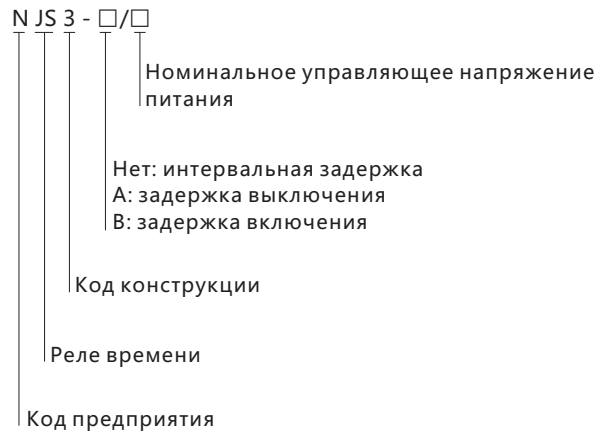 N JS 3 - □/□
Номинальное управляющее напряжение
питания
Нет: интервальная задержка
А: задержка выключения
В: задержка включения
Код конструкции
Реле времени
Код предприятия